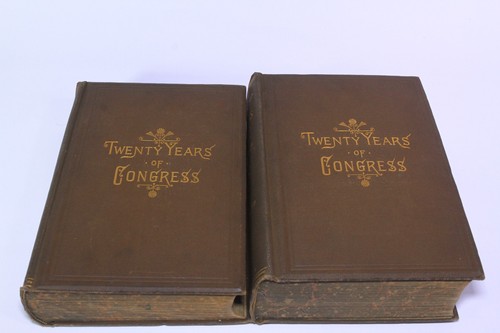 TWENTY YEARS
OF
CONGRESS
TWENTY YEARS
OF
CONGRESS